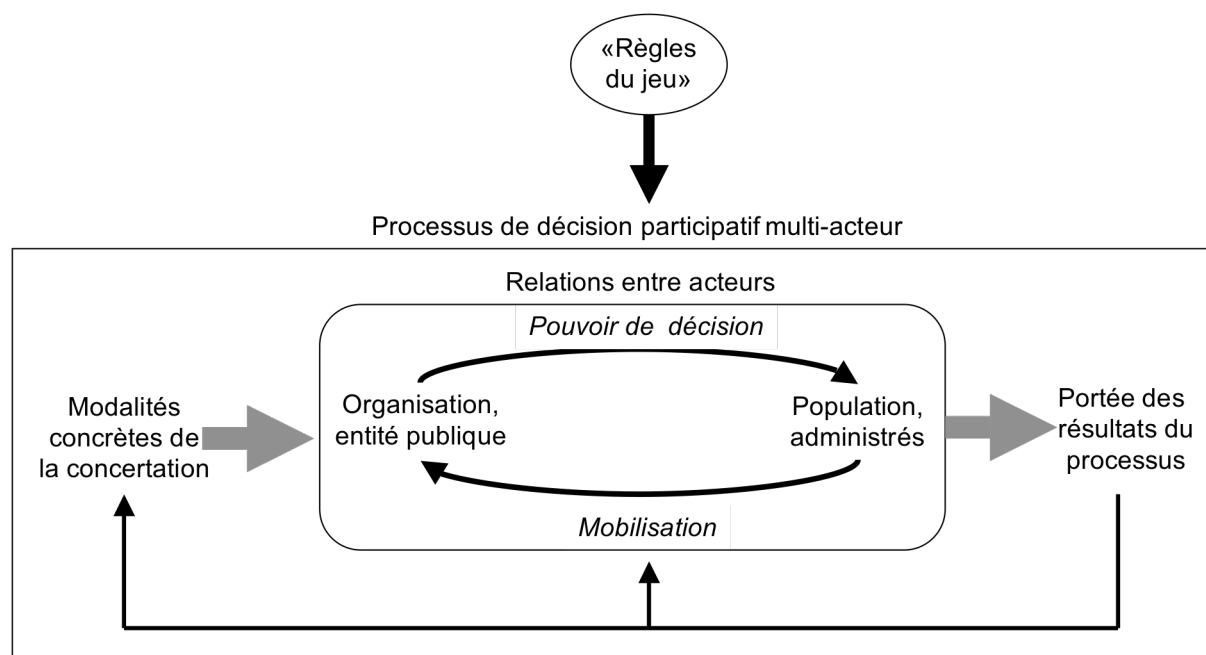 «Règles
du jeu»
Processus de décision participatif multi-acteur
Relations entre acteurs
Pouvoir de décision
Modalités
concrètes de
la concertation
Organisation,
entité publique
Population,
administrés
Portée des
résultats du
processus
Mobilisation